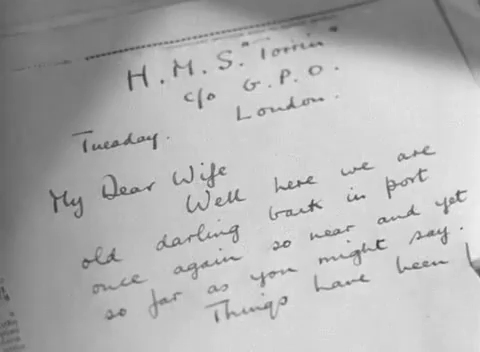 H.M.S. "Torrin"
c/o G.P.O.
London.
Tuesday.
My Dear Wife
Well here we are
old darling back in port
once again so near and yet
so far as you might say.
Things have been